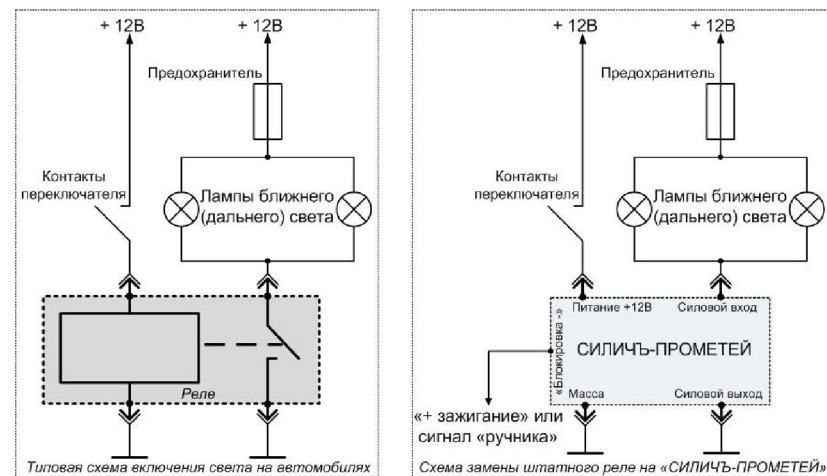 + 12В
+ 12В
Предохранитель
Контакты
переключателя
Лампы ближнего
(дальнего) света
Реле
Типовая схема включения света на автомобилях
+ 12В
+ 12В
Предохранитель
Контакты
переключателя
Лампы ближнего
(дальнего) света
Питание +12В
Силовой вход
«Блокировка -»
СИЛИЧЪ-ПРОМЕТЕЙ
Масса
Силовой выход
«+ зажигание» или
сигнал «ручника»
Схема замены штатного реле на «СИЛИЧЪ-ПРОМЕТЕЙ»